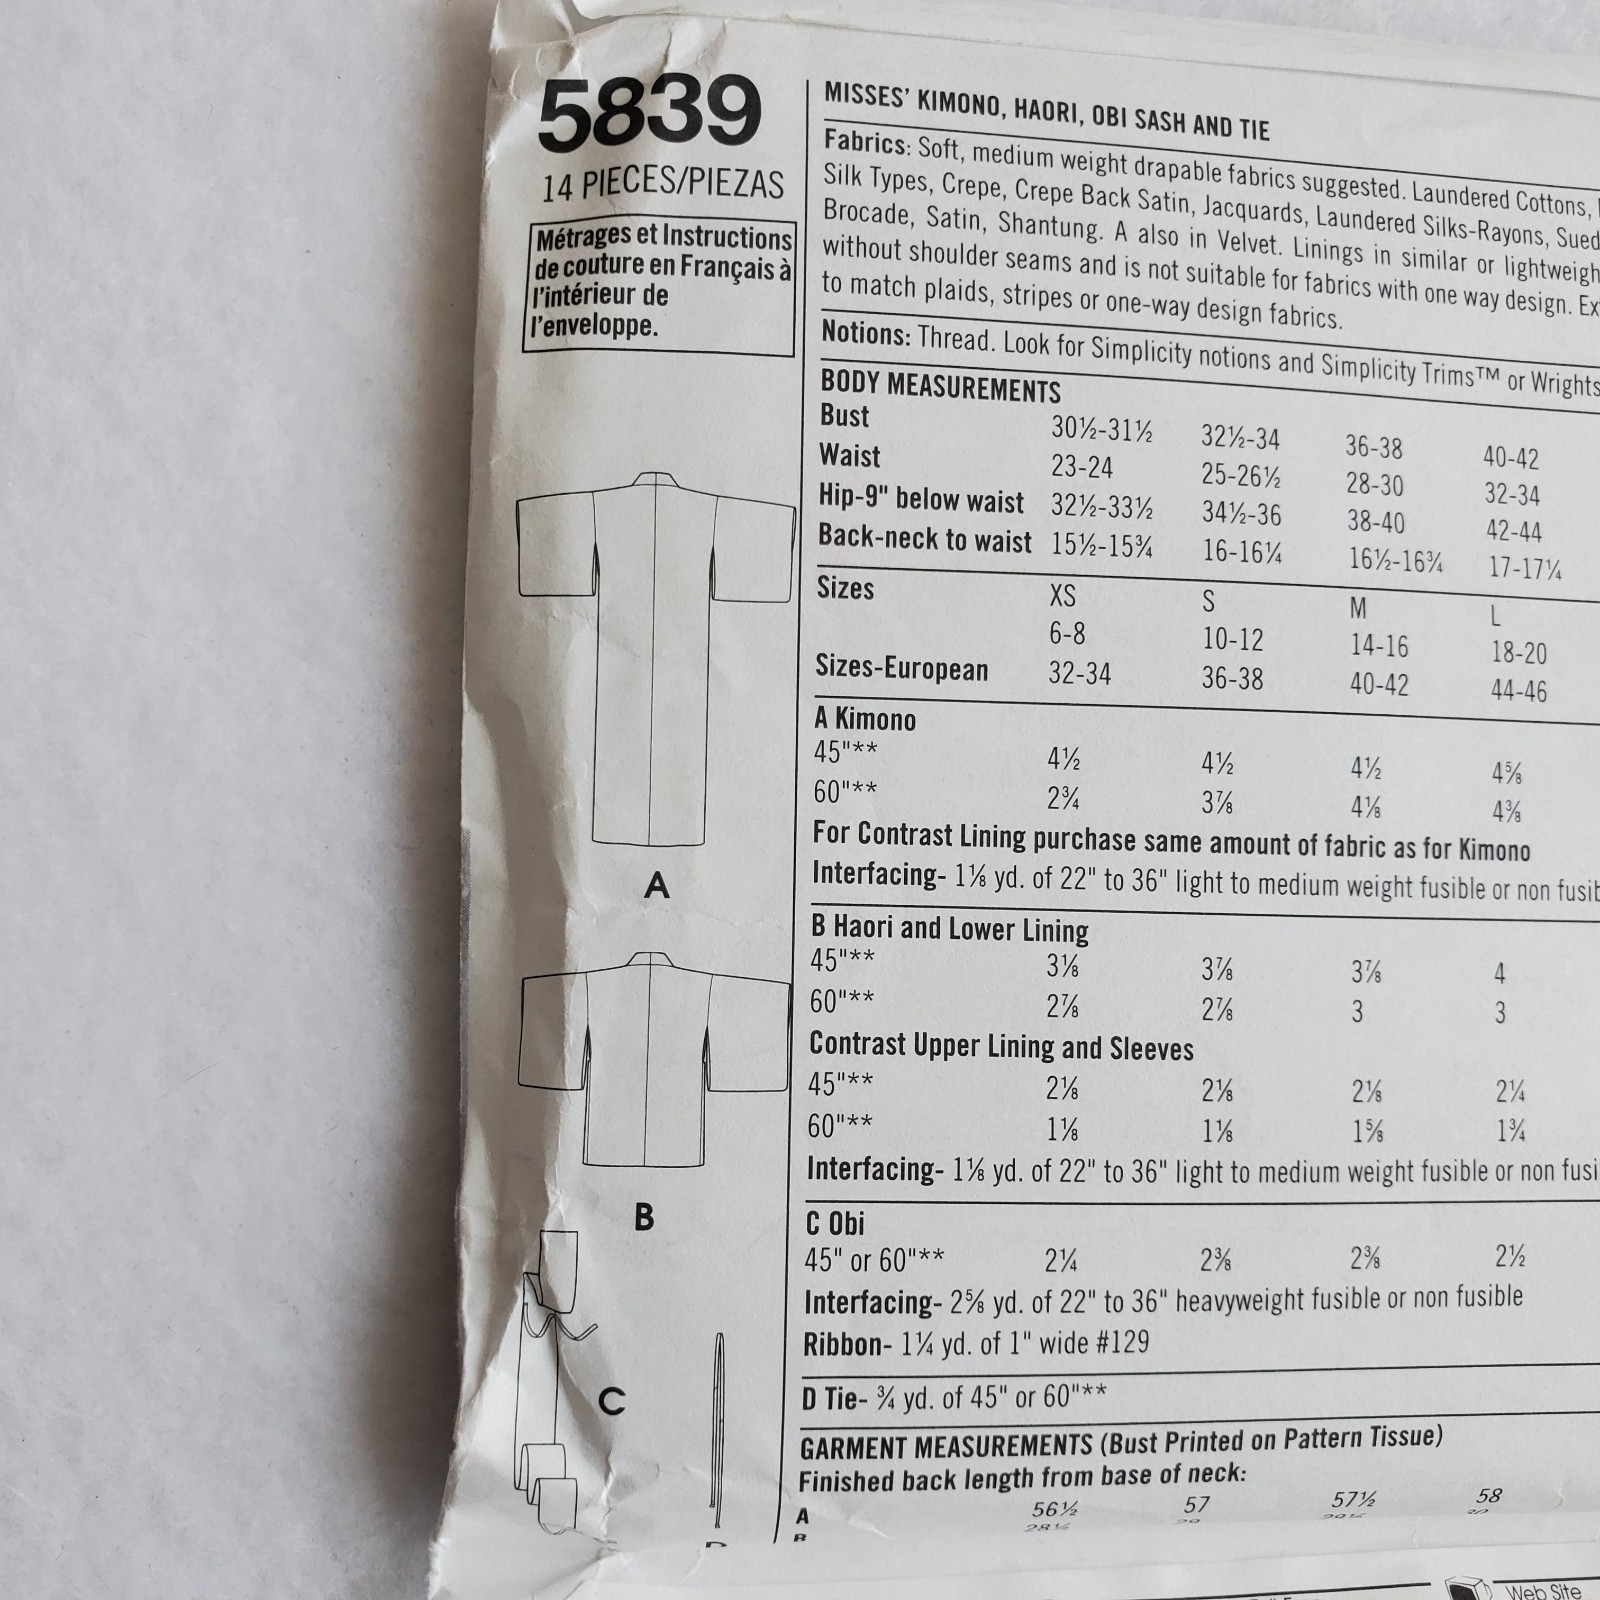 5839
14 PIECES/PIEZAS
Métrages et Instructions
de couture en Français à
l'intérieur de
l'enveloppe.
A
B
C
MISSES' KIMONO, HAORI, OBI SASH AND TIE
Fabrics: Soft, medium weight drapable fabrics suggested. Laundered Cottons,
Silk Types, Crepe, Crepe Back Satin, Jacquards, Laundered Silks-Rayons, Sued
Brocade, Satin, Shantung. A also in Velvet. Linings in similar or lightweigh
without shoulder seams and is not suitable for fabrics with one way design. Ex
to match plaids, stripes or one-way design fabrics.
Notions: Thread. Look for Simplicity notions and Simplicity Trims™ or Wrights
BODY MEASUREMENTS
Bust 30½-31½ 32½-34 36-38 40-42
Waist 23-24 25-26½ 28-30 32-34
Hip-9" below waist 32½-33½ 34½-36 38-40 42-44
Back-neck to waist 15½-15¾ 16-16¼ 16½-16¾ 17-17¼
Sizes XS S M L
6-8 10-12 14-16 18-20
Sizes-European 32-34 36-38 40-42 44-46
A Kimono
45"** 4½ 4½ 4½ 4⅝
60"** 2¾ 3⅞ 4⅛ 4⅜
For Contrast Lining purchase same amount of fabric as for Kimono
Interfacing- 1⅛ yd. of 22" to 36" light to medium weight fusible or non fusib
B Haori and Lower Lining
45"** 3⅛ 3⅞ 3⅞ 4
60"** 2⅞ 2⅞ 3 3
Contrast Upper Lining and Sleeves
45"** 2⅛ 2⅛ 2⅛ 2¼
60"** 1⅛ 1⅛ 1⅝ 1¾
Interfacing- 1⅛ yd. of 22" to 36" light to medium weight fusible or non fusi
C Obi
45" or 60"** 2¼ 2⅜ 2⅜ 2½
Interfacing- 2⅝ yd. of 22" to 36" heavyweight fusible or non fusible
Ribbon- 1¼ yd. of 1" wide #129
D Tie- ¾ yd. of 45" or 60"**
GARMENT MEASUREMENTS (Bust Printed on Pattern Tissue)
Finished back length from base of neck:
A 56½ 57 57½ 58
Web Site